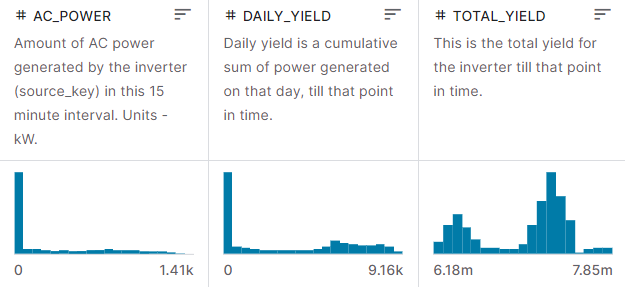 # AC_POWER
Amount of AC power
generated by the inverter
(source_key) in this 15
minute interval. Units -
kW.
0 1.41k
# DAILY_YIELD
Daily yield is a cumulative
sum of power generated
on that day, till that point
in time.
0 9.16k
# TOTAL_YIELD
This is the total yield for
the inverter till that point
in time.
6.18m 7.85m